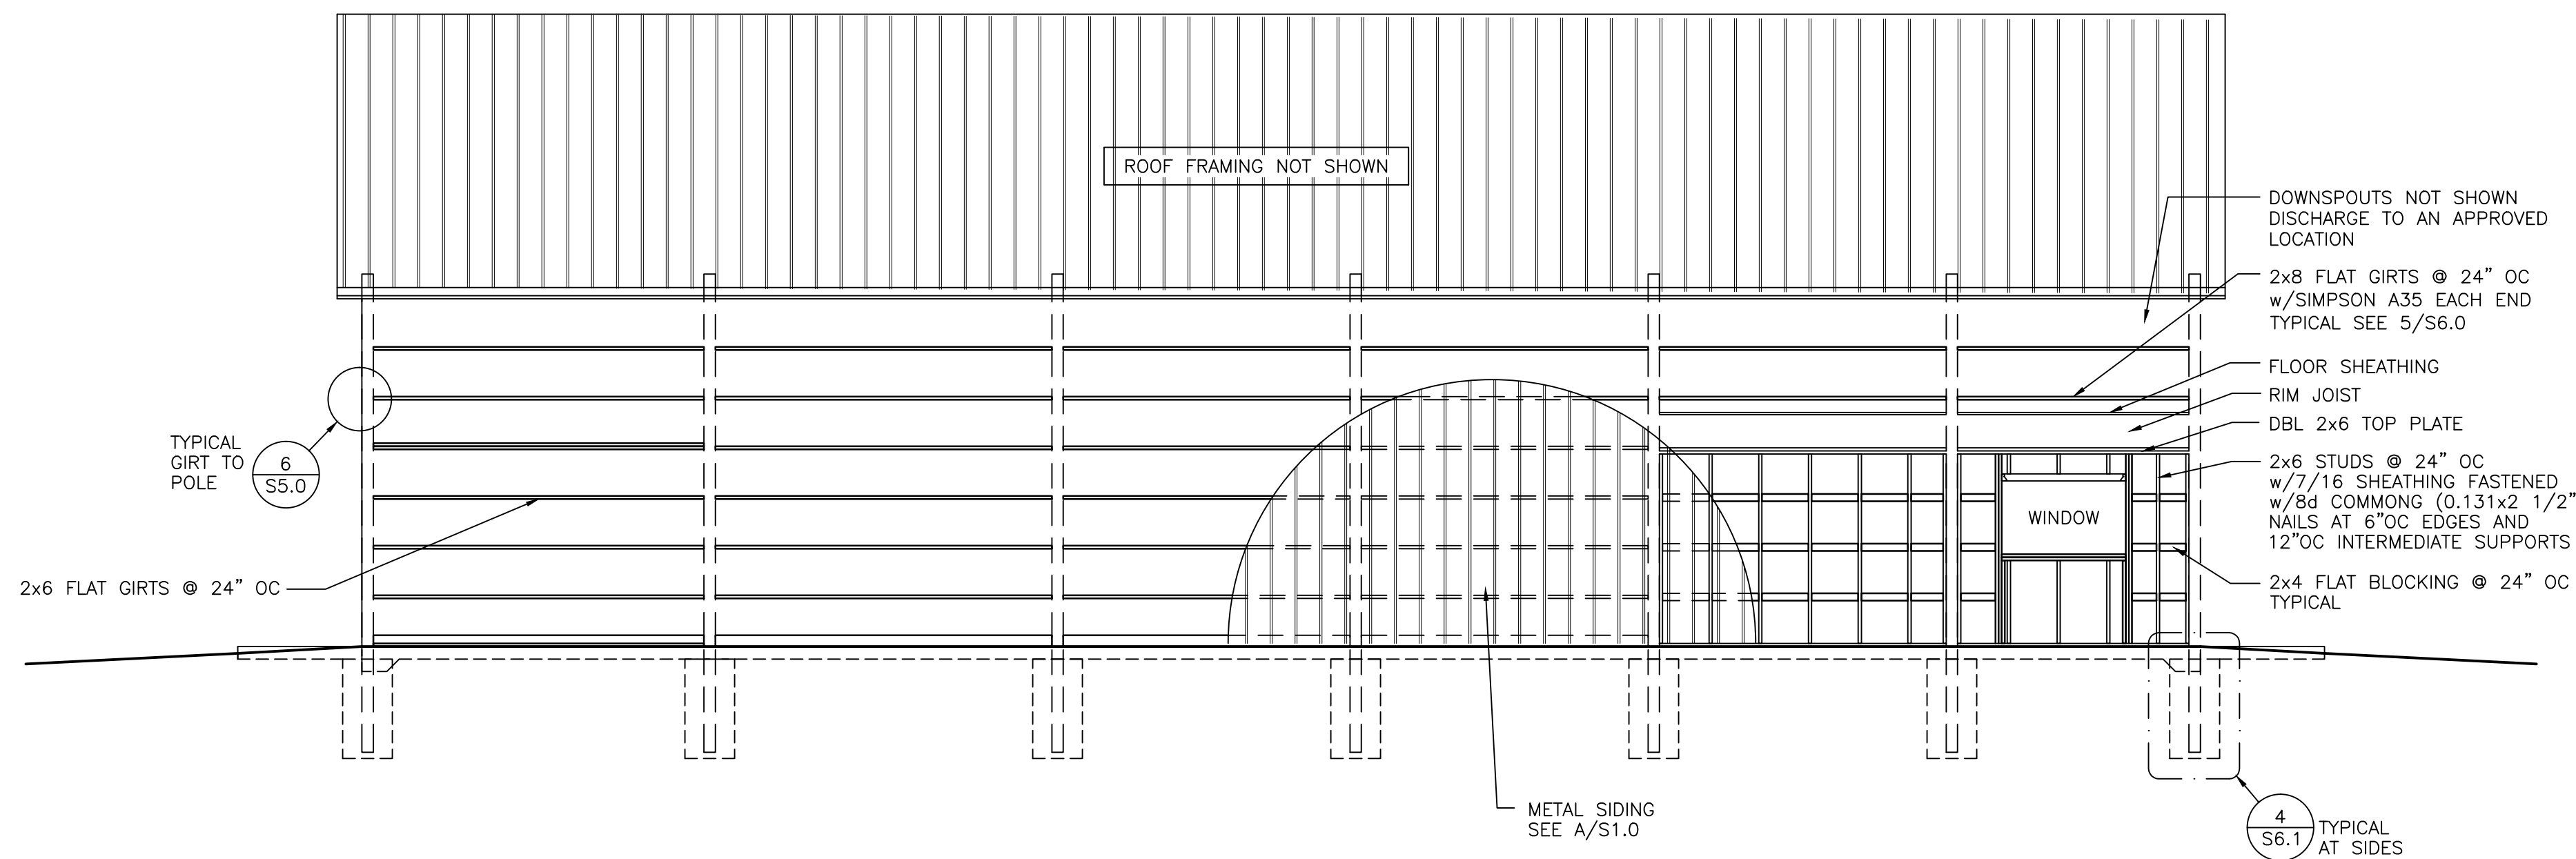 ROOF FRAMING NOT SHOWN
DOWNSPOUTS NOT SHOWN
DISCHARGE TO AN APPROVED
LOCATION
2x8 FLAT GIRTS @ 24" OC
w/SIMPSON A35 EACH END
TYPICAL SEE 5/S6.0
FLOOR SHEATHING
RIM JOIST
DBL 2x6 TOP PLATE
2x6 STUDS @ 24" OC
w/7/16 SHEATHING FASTENED
w/8d COMMONG (0.131x2 1/2"
NAILS AT 6"OC EDGES AND
12"OC INTERMEDIATE SUPPORTS
2x4 FLAT BLOCKING @ 24" OC
TYPICAL
WINDOW
TYPICAL
GIRT TO
POLE
6
S5.0
2x6 FLAT GIRTS @ 24" OC
METAL SIDING
SEE A/S1.0
4
S6.1
TYPICAL
AT SIDES